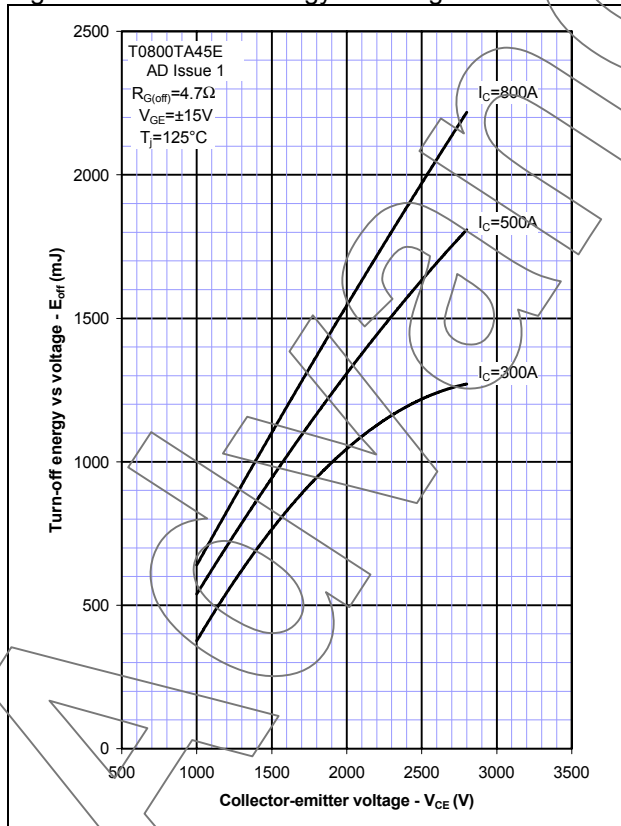 T0800TA45E
AD Issue 1
RG(off)=4.7Ω
VGE=±15V
Tj=125°C
IC=800A
IC=500A
IC=300A
2500
2000
1500
1000
500
0
Turn-off energy vs voltage - Eoff (mJ)
500 1000 1500 2000 2500 3000 3500
Collector-emitter voltage - VCE (V)